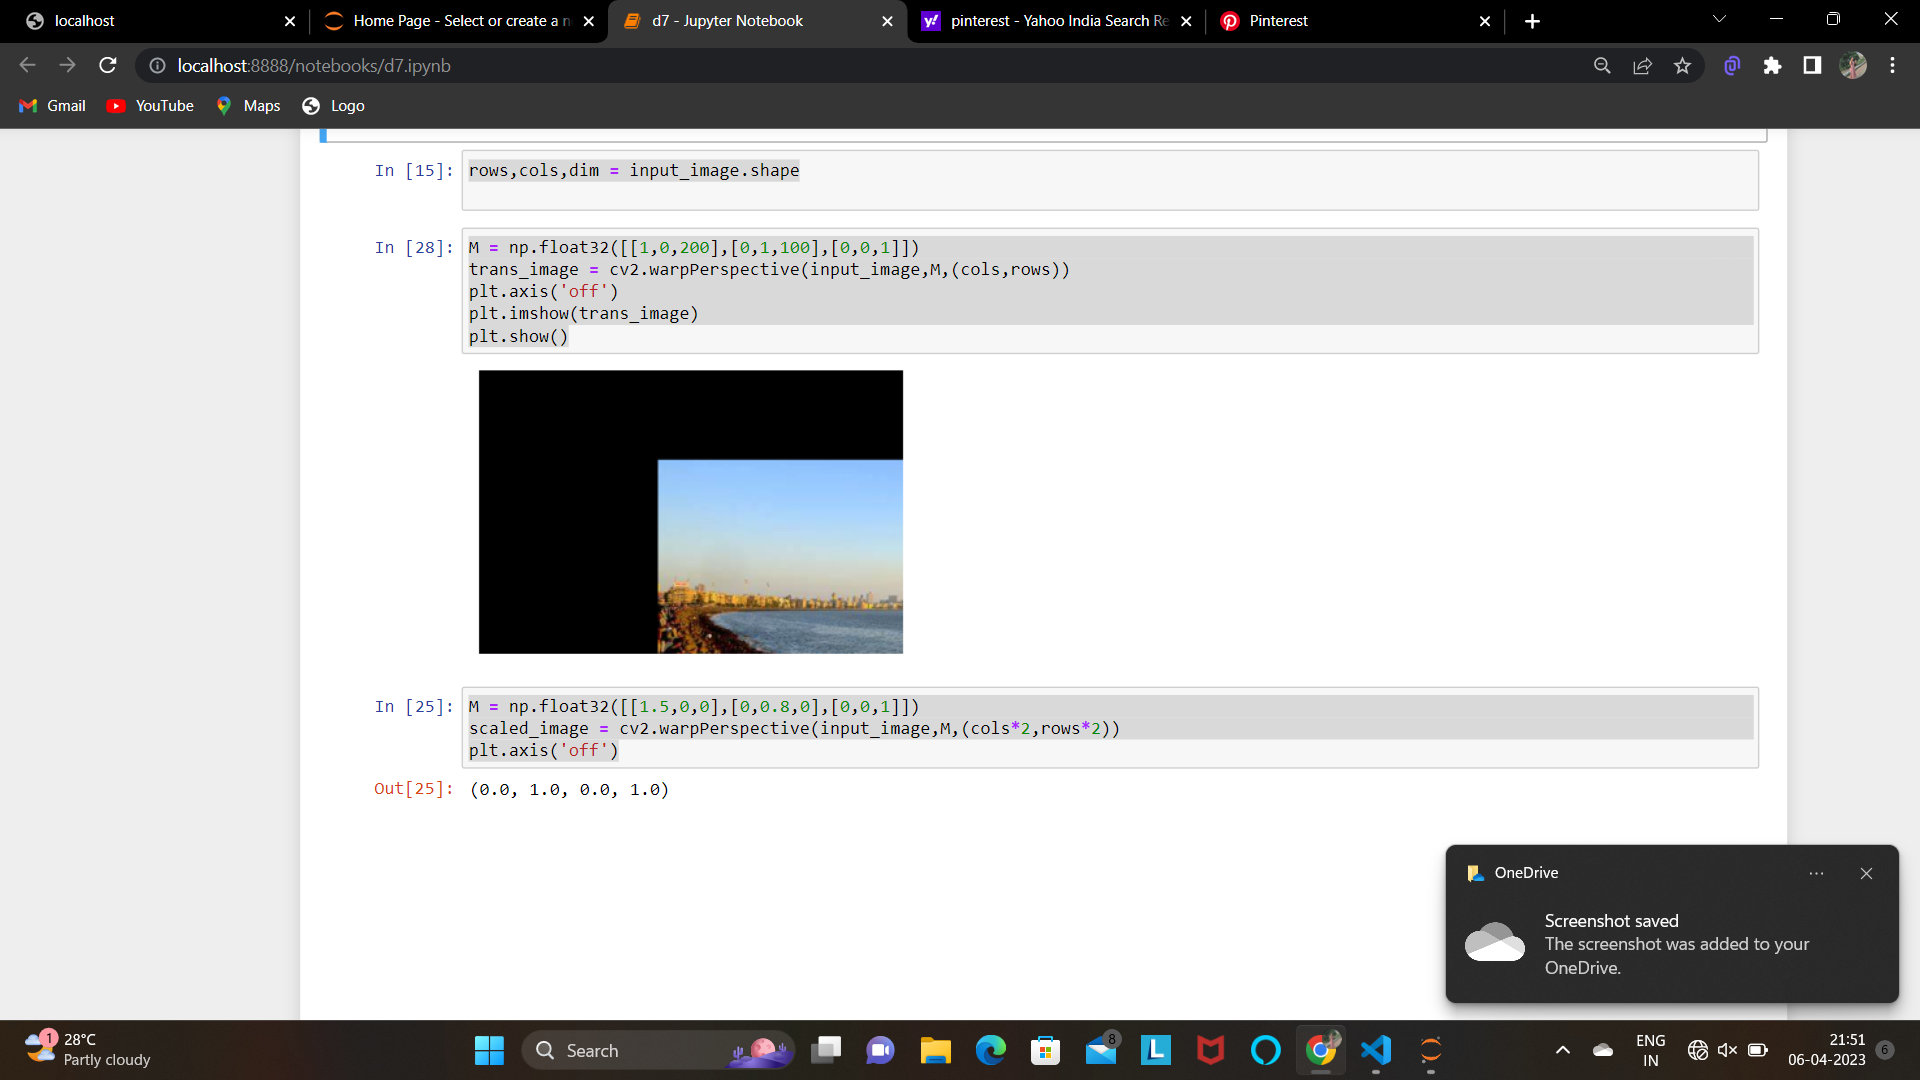 localhost
Home Page - Select or create a n
d7 - Jupyter Notebook
pinterest - Yahoo India Search Re
Pinterest
localhost:8888/notebooks/d7.ipynb
Gmail
YouTube
Maps
Logo
In [15]:
rows,cols,dim = input_image.shape
In [28]:
M = np.float32([[1,0,200],[0,1,100],[0,0,1]])
trans_image = cv2.warpPerspective(input_image,M,(cols,rows))
plt.axis('off')
plt.imshow(trans_image)
plt.show()
In [25]:
M = np.float32([[1.5,0,0],[0,0.8,0],[0,0,1]])
scaled_image = cv2.warpPerspective(input_image,M,(cols*2,rows*2))
plt.axis('off')
Out[25]:
(0.0, 1.0, 0.0, 1.0)
OneDrive
Screenshot saved
The screenshot was added to your
OneDrive.
1
28°C
Partly cloudy
Search
8
L
ENG
IN
21:51
06-04-2023
6